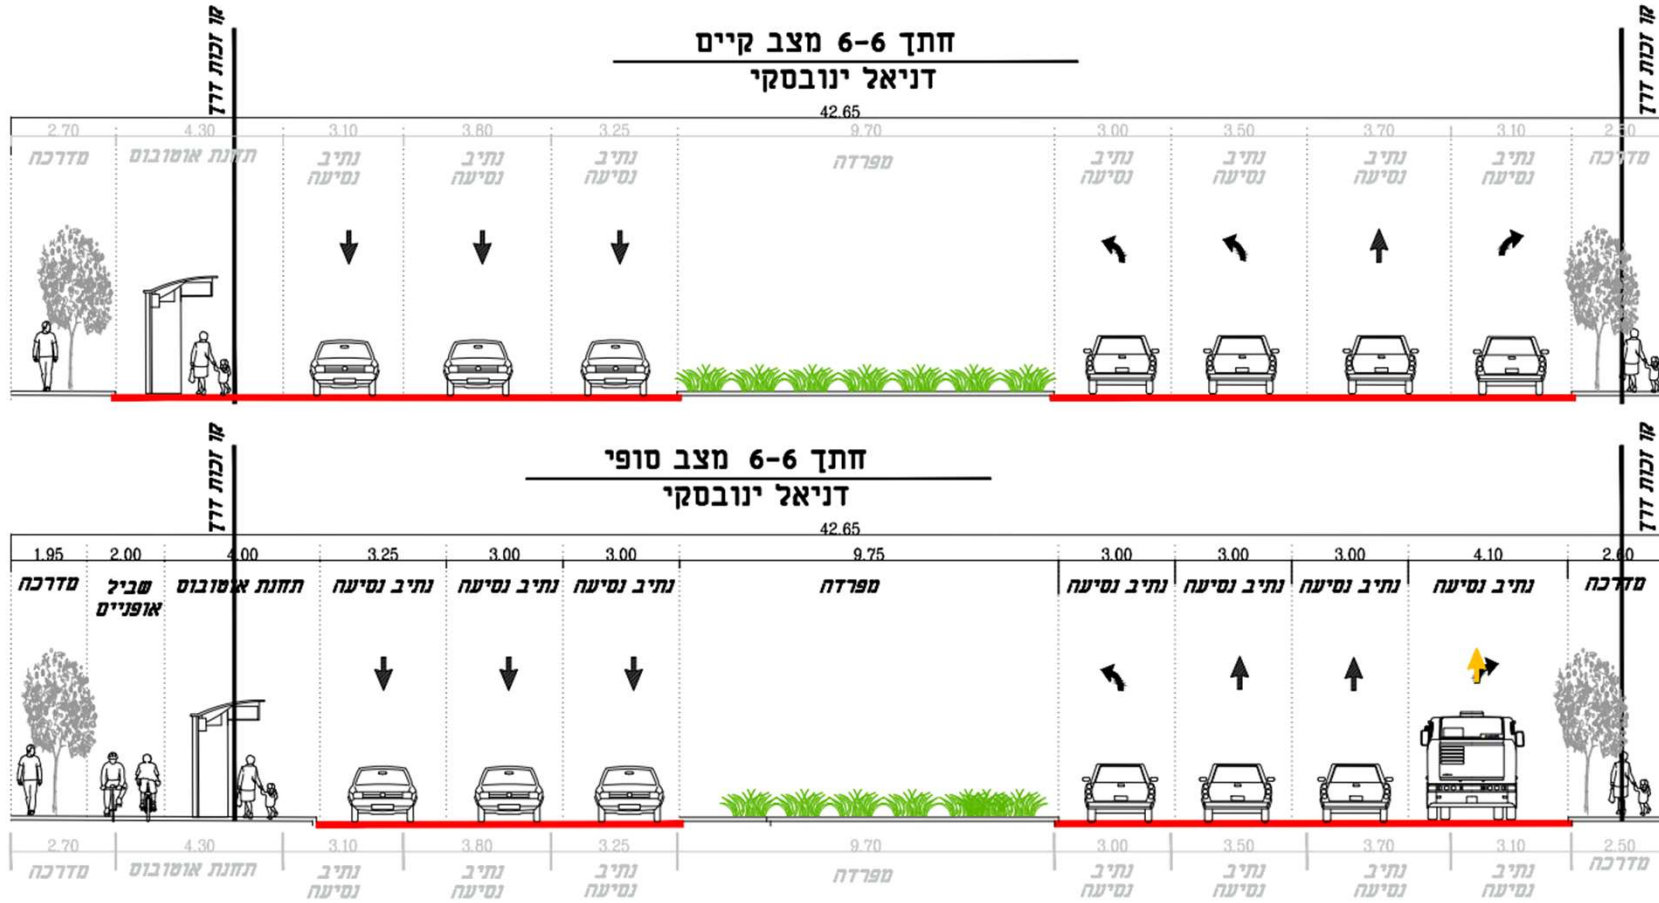 חתך 6-6 מצב קיים
דניאל ינובסקי
קו זכות דרך
קו זכות דרך
42.65
2.70 4.30 3.10 3.80 3.25 9.70 3.00 3.50 3.70 3.10 2.50
מדרכה תחנת אוטובוס נתיב נתיב נתיב מפרדה נתיב נתיב נתיב נתיב מדרכה
נסיעה נסיעה נסיעה נסיעה נסיעה נסיעה נסיעה
חתך 6-6 מצב סופי
דניאל ינובסקי
קו זכות דרך
קו זכות דרך
42.65
1.95 2.00 4.00 3.25 3.00 3.00 9.75 3.00 3.00 3.00 4.10 2.60
מדרכה שביל תחנת אוטובוס נתיב נסיעה נתיב נסיעה נתיב נסיעה מפרדה נתיב נסיעה נתיב נסיעה נתיב נסיעה נתיב נסיעה מדרכה
אופניים
2.70 4.30 3.10 3.80 3.25 9.70 3.00 3.50 3.70 3.10 2.50
מדרכה תחנת אוטובוס נתיב נתיב נתיב מפרדה נתיב נתיב נתיב נתיב מדרכה
נסיעה נסיעה נסיעה נסיעה נסיעה נסיעה נסיעה